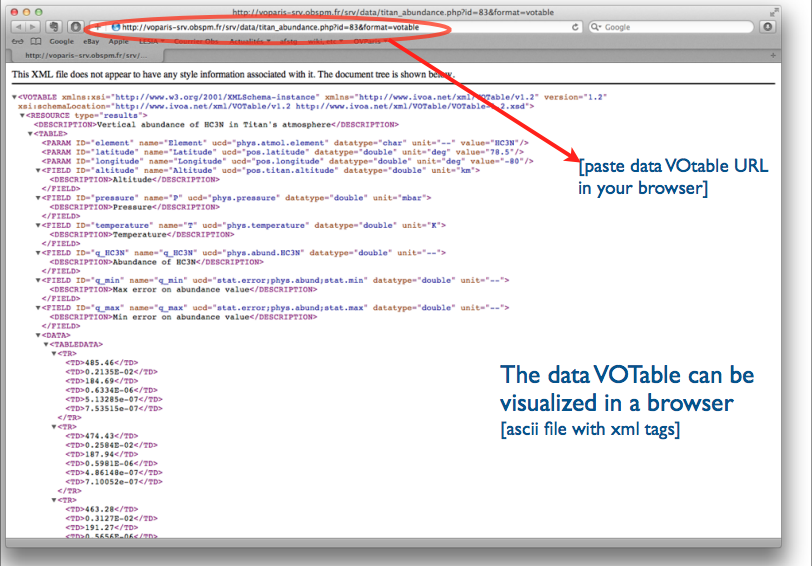 http://voparis-srv.obspm.fr/srv/data/titan_abundance.php?id=83&format=votable
http://voparis-srv.obspm.fr/srv/data/titan_abundance.php?id=83&format=votable
Google
Google eBay Apple LESIA Courrier Obs Actualités wiki, etc. OVParis
http://voparis-srv.obspm.fr/srv/...
This XML file does not appear to have any style information associated with it. The document tree is shown below.
▼<VOTABLE xmlns:xsi="http://www.w3.org/2001/XMLSchema-instance" xmlns="http://www.ivoa.net/xml/VOTable/v1.2" version="1.2"
xsi:schemaLocation="http://www.ivoa.net/xml/VOTable/v1.2 http://www.ivoa.net/xml/VOTable/VOTable-1.2.xsd">
▼<RESOURCE type="results">
<DESCRIPTION>Vertical abundance of HC3N in Titan's atmosphere</DESCRIPTION>
▼<TABLE>
<PARAM ID="element" name="Element" ucd="phys.atmol.element" datatype="char" unit="--" value="HC3N"/>
<PARAM ID="latitude" name="Latitude" ucd="pos.latitude" datatype="double" unit="deg" value="78.5"/>
<PARAM ID="longitude" name="Longitude" ucd="pos.longitude" datatype="double" unit="deg" value="-80"/>
▼<FIELD ID="altitude" name="Altitude" ucd="pos.titan.altitude" datatype="double" unit="km">
<DESCRIPTION>Altitude</DESCRIPTION>
</FIELD>
▼<FIELD ID="pressure" name="P" ucd="phys.pressure" datatype="double" unit="mbar">
<DESCRIPTION>Pressure</DESCRIPTION>
</FIELD>
▼<FIELD ID="temperature" name="T" ucd="phys.temperature" datatype="double" unit="K">
<DESCRIPTION>Temperature</DESCRIPTION>
</FIELD>
▼<FIELD ID="q_HC3N" name="q_HC3N" ucd="phys.abund.HC3N" datatype="double" unit="--">
<DESCRIPTION>Abundance of HC3N</DESCRIPTION>
</FIELD>
▼<FIELD ID="q_min" name="q_min" ucd="stat.error;phys.abund;stat.min" datatype="double" unit="--">
<DESCRIPTION>Max error on abundance value</DESCRIPTION>
</FIELD>
▼<FIELD ID="q_max" name="q_max" ucd="stat.error;phys.abund;stat.max" datatype="double" unit="--">
<DESCRIPTION>Min error on abundance value</DESCRIPTION>
</FIELD>
▼<DATA>
▼<TABLEDATA>
▼<TR>
<TD>485.46</TD>
<TD>0.2135E-02</TD>
<TD>184.69</TD>
<TD>0.6334E-06</TD>
<TD>5.13285e-07</TD>
<TD>7.53515e-07</TD>
</TR>
▼<TR>
<TD>474.43</TD>
<TD>0.2584E-02</TD>
<TD>187.94</TD>
<TD>0.5981E-06</TD>
<TD>4.86148e-07</TD>
<TD>7.10052e-07</TD>
</TR>
▼<TR>
<TD>463.28</TD>
<TD>0.3127E-02</TD>
<TD>191.27</TD>
<TD>0.5656E-06</TD>
[paste data VOtable URL
in your browser]
The data VOTable can be
visualized in a browser
[ascii file with xml tags]